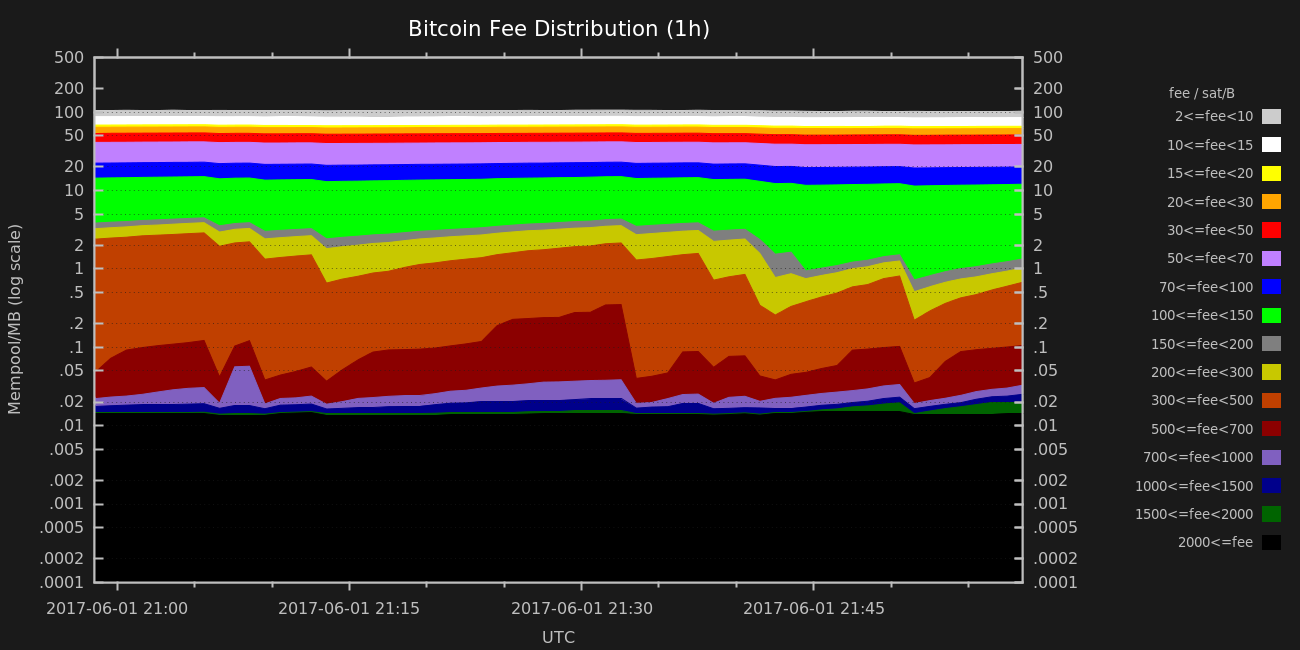 Bitcoin Fee Distribution (1h)
Mempool/MB (log scale)
500
200
100
50
20
10
5
2
1
.5
.2
.1
.05
.02
.01
.005
.002
.001
.0005
.0002
.0001
500
200
100
50
20
10
5
2
1
.5
.2
.1
.05
.02
.01
.005
.002
.001
.0005
.0002
.0001
2017-06-01 21:00 2017-06-01 21:15 2017-06-01 21:30 2017-06-01 21:45
UTC
fee / sat/B
2<=fee<10
10<=fee<15
15<=fee<20
20<=fee<30
30<=fee<50
50<=fee<70
70<=fee<100
100<=fee<150
150<=fee<200
200<=fee<300
300<=fee<500
500<=fee<700
700<=fee<1000
1000<=fee<1500
1500<=fee<2000
2000<=fee